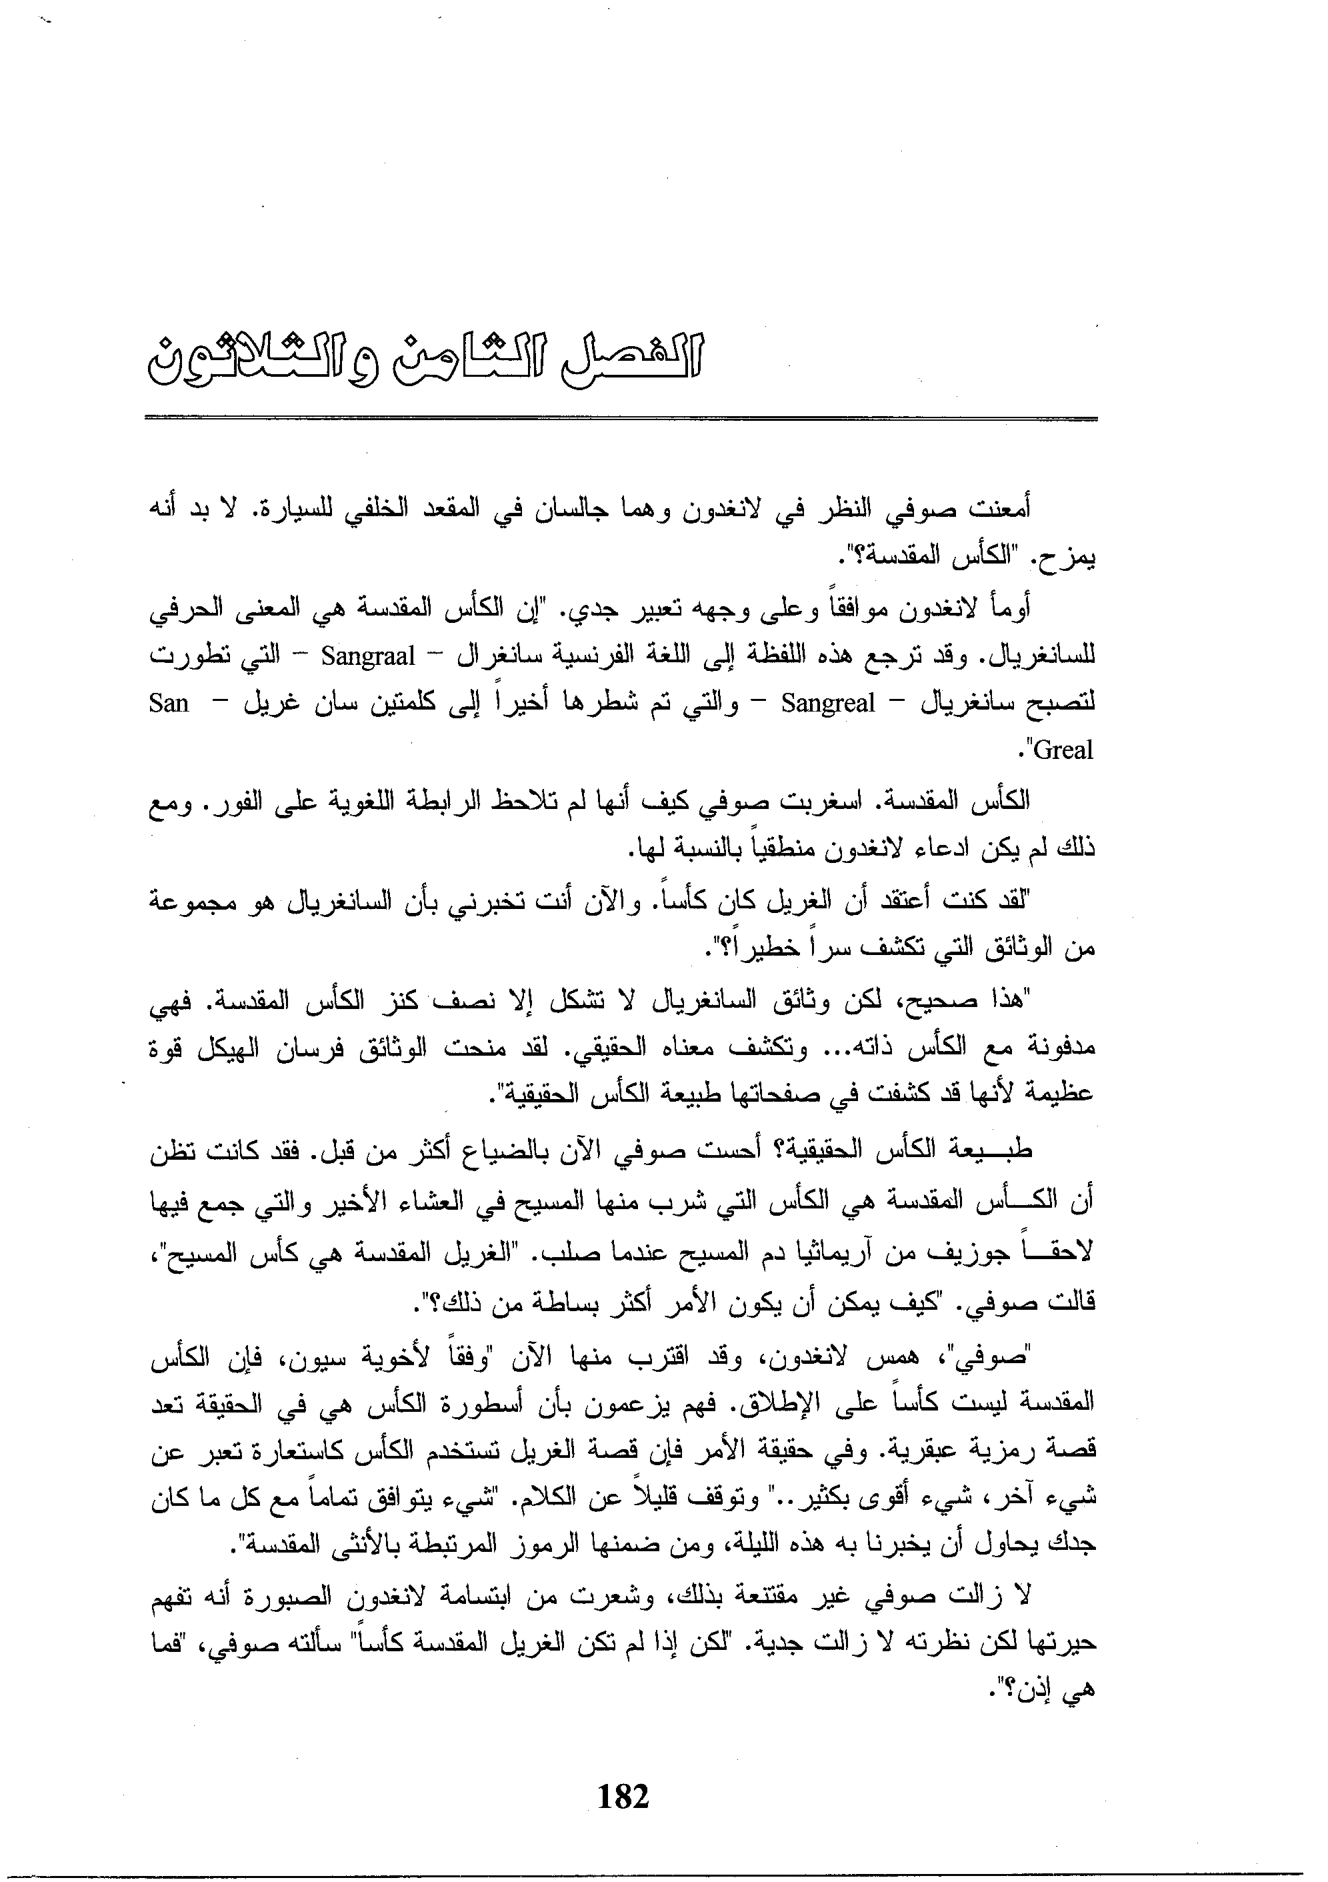 الفصل الثامن والثلاثون
أمعنت صوفي النظر في لانغدون وهما جالسان في المقعد الخلفي للسيارة. لا بد أنه
يمزح. "الكأس المقدسة؟".
أومأ لانغدون موافقاً وعلى وجهه تعبير جدي. "إن الكأس المقدسة هي المعنى الحرفي
للسانغريال. وقد ترجع هذه اللفظة إلى اللغة الفرنسية سانغرال – Sangraal – التي تطورت
لتصبح سانغريال – Sangreal – والتي تم شطرها أخيراً إلى كلمتين سان غريل – San
Greal".
الكأس المقدسة. اسغربت صوفي كيف أنها لم تلاحظ الرابطة اللغوية على الفور. ومع
ذلك لم يكن ادعاء لانغدون منطقياً بالنسبة لها.
"لقد كنت أعتقد أن الغريل كان كأساً. والآن أنت تخبرني بأن السانغريال هو مجموعة
من الوثائق التي تكشف سراً خطيراً؟".
"هذا صحيح، لكن وثائق السانغريال لا تشكل إلا نصف كنز الكأس المقدسة. فهي
مدفونة مع الكأس ذاته... وتكشف معناه الحقيقي. لقد منحت الوثائق فرسان الهيكل قوة
عظيمة لأنها قد كشفت في صفحاتها طبيعة الكأس الحقيقية".
طبـــيعة الكأس الحقيقية؟ أحست صوفي الآن بالضياع أكثر من قبل. فقد كانت تظن
أن الكـــأس المقدسة هي الكأس التي شرب منها المسيح في العشاء الأخير والتي جمع فيها
لاحقـــاً جوزيف من آريماثيا دم المسيح عندما صلب. "الغريل المقدسة هي كأس المسيح"،
قالت صوفي. "كيف يمكن أن يكون الأمر أكثر بساطة من ذلك؟".
"صوفي"، همس لانغدون، وقد اقترب منها الآن "وفقاً لأخوية سيون، فإن الكأس
المقدسة ليست كأساً على الإطلاق. فهم يزعمون بأن أسطورة الكأس هي في الحقيقة تعد
قصة رمزية عبقرية. وفي حقيقة الأمر فإن قصة الغريل تستخدم الكأس كاستعارة تعبر عن
شيء آخر، شيء أقوى بكثير.." وتوقف قليلاً عن الكلام. "شيء يتوافق تماماً مع كل ما كان
جدك يحاول أن يخبرنا به هذه الليلة، ومن ضمنها الرموز المرتبطة بالأنثى المقدسة".
لا زالت صوفي غير مقتنعة بذلك، وشعرت من ابتسامة لانغدون الصبورة أنه تفهم
حيرتها لكن نظرته لا زالت جدية. "لكن إذا لم تكن الغريل المقدسة كأساً" سألته صوفي، "فما
هي إذن؟".
182